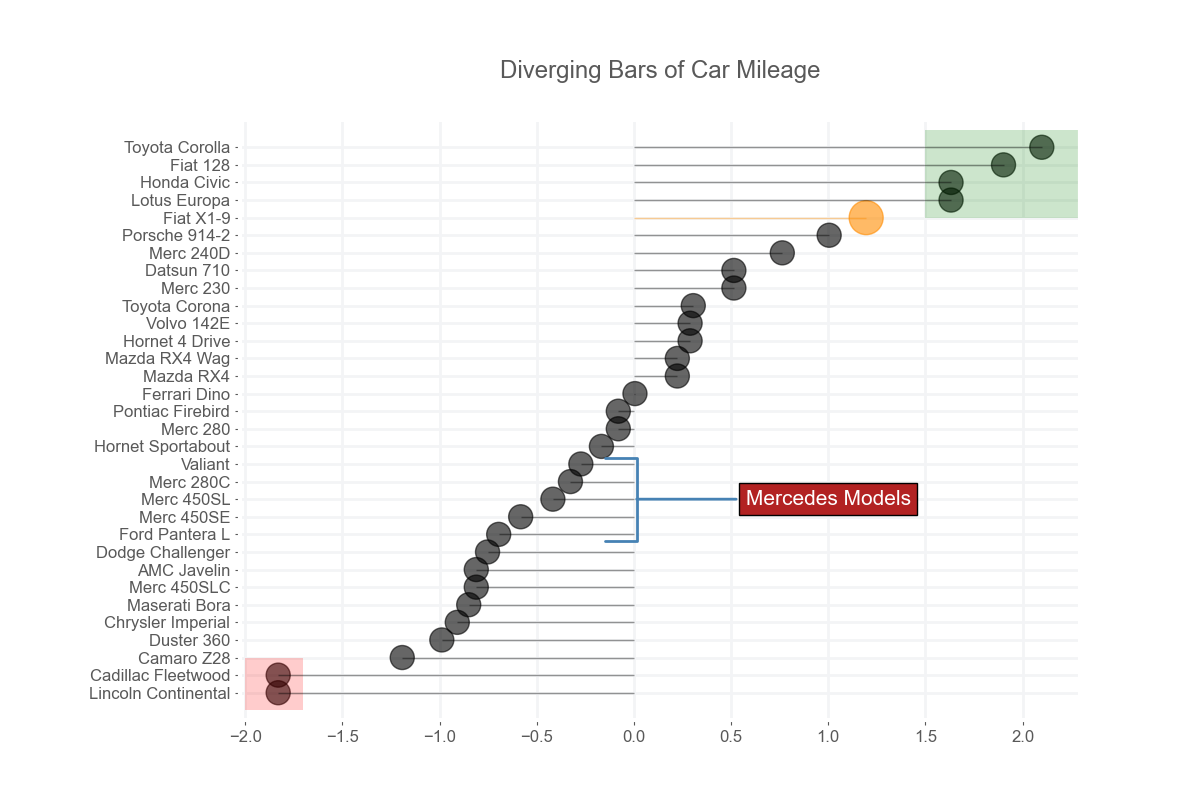 Diverging Bars of Car Mileage
Toyota Corolla
Fiat 128
Honda Civic
Lotus Europa
Fiat X1-9
Porsche 914-2
Merc 240D
Datsun 710
Merc 230
Toyota Corona
Volvo 142E
Hornet 4 Drive
Mazda RX4 Wag
Mazda RX4
Ferrari Dino
Pontiac Firebird
Merc 280
Hornet Sportabout
Valiant
Merc 280C
Merc 450SL
Mercedes Models
Merc 450SE
Ford Pantera L
Dodge Challenger
AMC Javelin
Merc 450SLC
Maserati Bora
Chrysler Imperial
Duster 360
Camaro Z28
Cadillac Fleetwood
Lincoln Continental
−2.0 −1.5 −1.0 −0.5 0.0 0.5 1.0 1.5 2.0